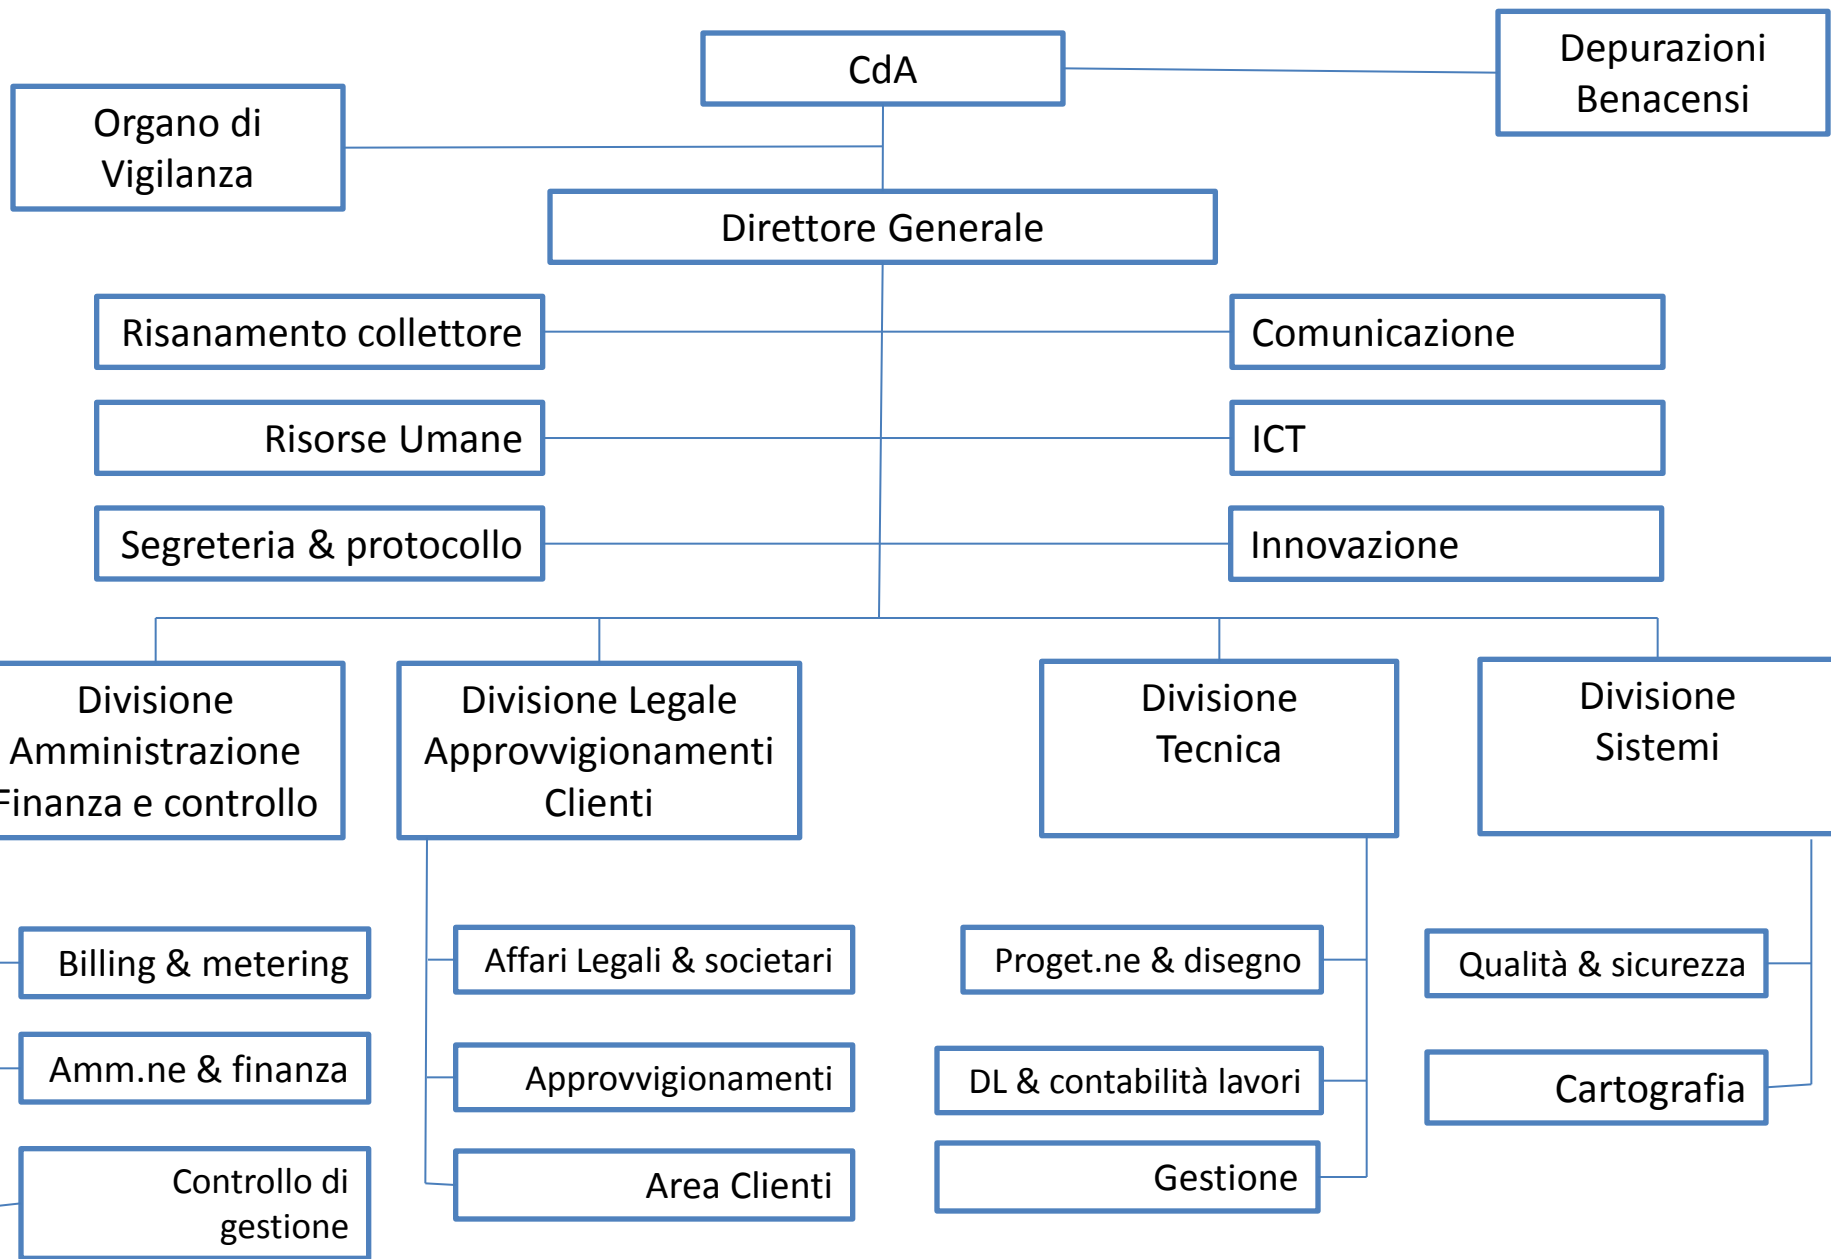 CdA
Depurazioni
Benacensi
Organo di
Vigilanza
Direttore Generale
Risanamento collettore
Comunicazione
Risorse Umane
ICT
Segreteria & protocollo
Innovazione
Divisione
Amministrazione
Finanza e controllo
Divisione Legale
Approvvigionamenti
Clienti
Divisione
Tecnica
Divisione
Sistemi
Billing & metering
Affari Legali & societari
Proget.ne & disegno
Qualità & sicurezza
Amm.ne & finanza
Approvvigionamenti
DL & contabilità lavori
Cartografia
Controllo di
gestione
Area Clienti
Gestione